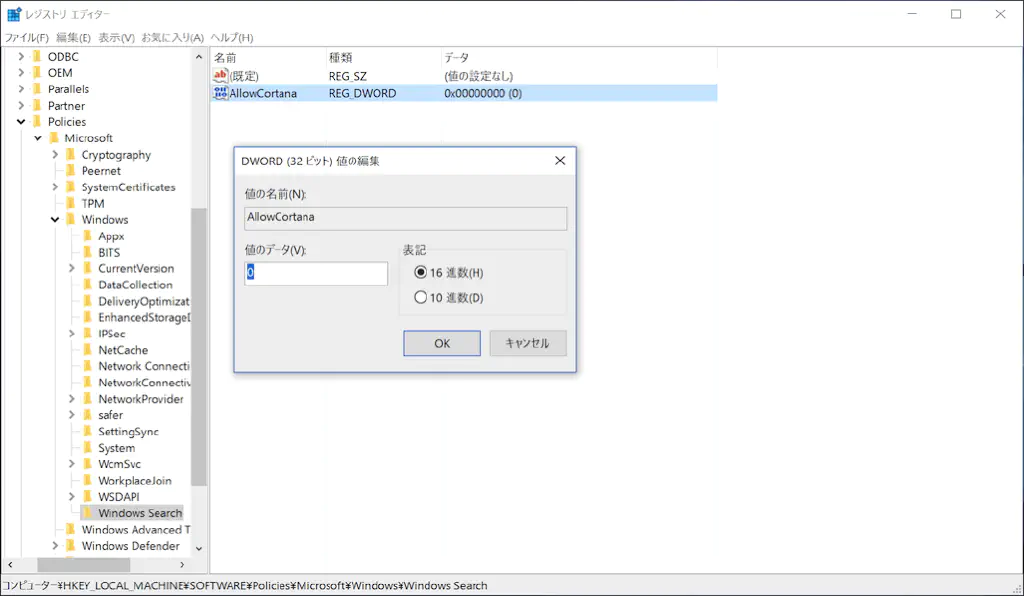 レジストリ エディター
ファイル(F) 編集(E) 表示(V) お気に入り(A) ヘルプ(H)
ODBC
OEM
Parallels
Partner
Policies
Microsoft
Cryptography
Peernet
SystemCertificates
TPM
Windows
Appx
BITS
CurrentVersion
DataCollection
DeliveryOptimizat
EnhancedStorageD
IPSec
NetCache
Network Connecti
NetworkConnectiv
NetworkProvider
safer
SettingSync
System
WcmSvc
WorkplaceJoin
WSDAPI
Windows Search
Windows Advanced T
Windows Defender
名前 種類 データ
ab (既定) REG_SZ (値の設定なし)
AllowCortana REG_DWORD 0x00000000 (0)
DWORD (32 ビット) 値の編集
値の名前(N):
AllowCortana
値のデータ(V):
0
表記
16 進数(H)
10 進数(D)
OK キャンセル
コンピューター¥HKEY_LOCAL_MACHINE¥SOFTWARE¥Policies¥Microsoft¥Windows¥Windows Search